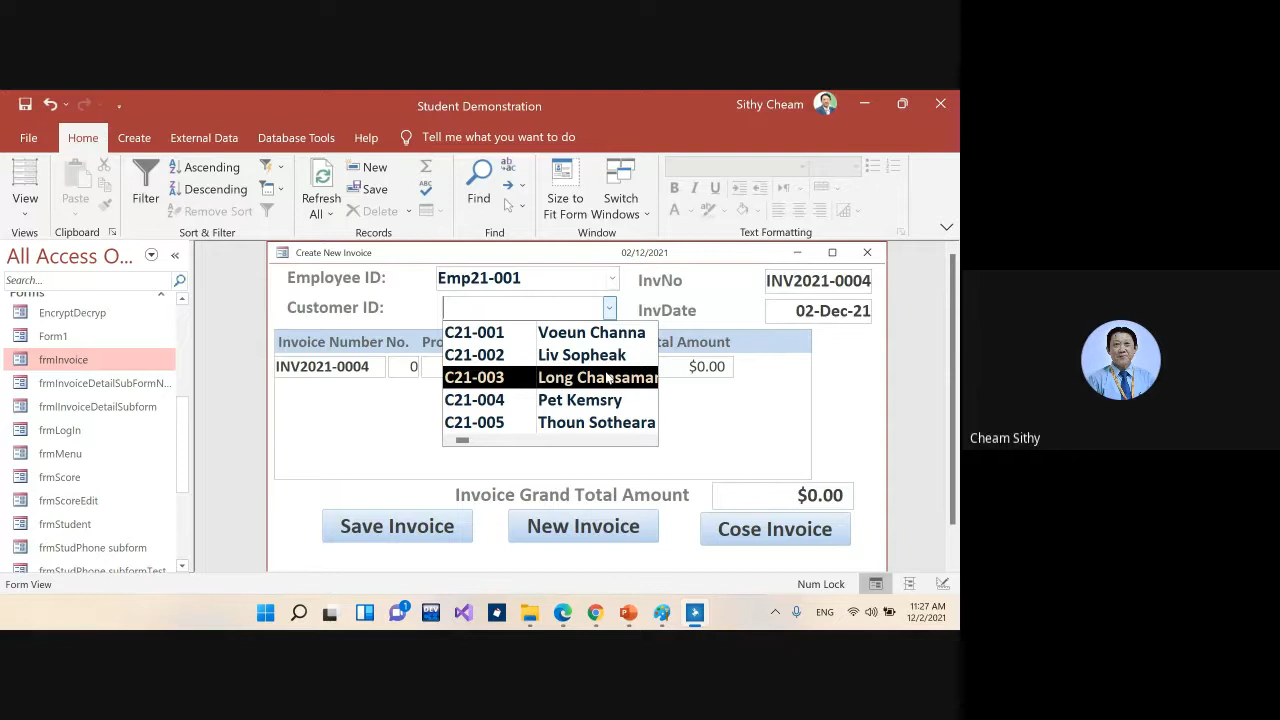 Student Demonstration
Sithy Cheam
File Home Create External Data Database Tools Help Tell me what you want to do
View
Views
Paste
Clipboard
Filter
Ascending
Descending
Remove Sort
Sort & Filter
Refresh All
New
Save
Delete
Records
Find
Find
Size to Fit Form
Switch Windows
Window
Text Formatting
All Access O...
Search...
Forms
EncryptDecryp
Form1
frmInvoice
frmInvoiceDetailSubFormN...
frmIInvoiceDetailSubform
frmLogIn
frmMenu
frmScore
frmScoreEdit
frmStudent
frmStudPhone subform
frmStudPhone subformTest
Create New Invoice 02/12/2021
Employee ID: Emp21-001 InvNo INV2021-0004
Customer ID: InvDate 02-Dec-21
Invoice Number No. Pro tal Amount
INV2021-0004 0 $0.00
C21-001 Voeun Channa
C21-002 Liv Sopheak
C21-003 Long Chansamar
C21-004 Pet Kemsry
C21-005 Thoun Sotheara
Invoice Grand Total Amount $0.00
Save Invoice New Invoice Cose Invoice
Form View Num Lock
ENG 11:27 AM
12/2/2021
Cheam Sithy